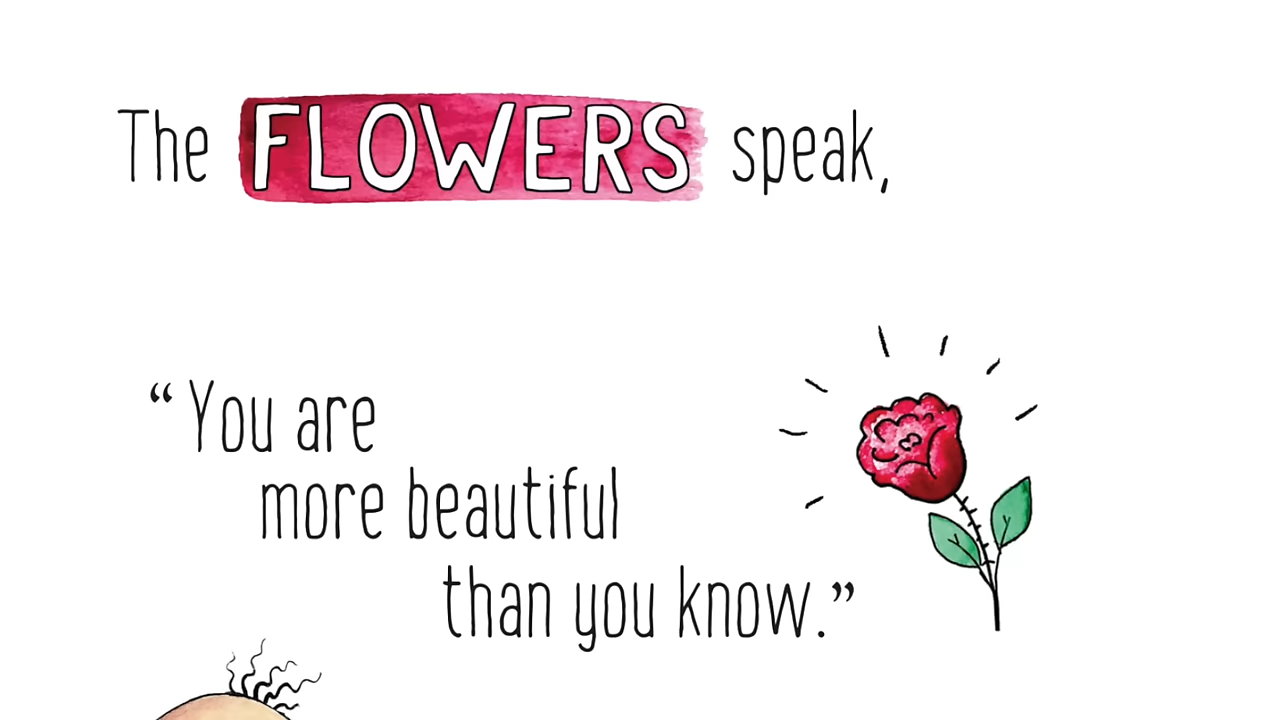 The FLOWERS speak,
“You are
more beautiful
than you know.”